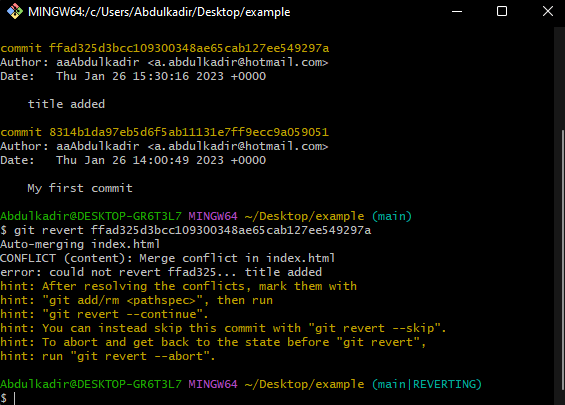 MINGW64:/c/Users/Abdulkadir/Desktop/example
commit ffad325d3bcc109300348ae65cab127ee549297a
Author: aaAbdulkadir <a.abdulkadir@hotmail.com>
Date:   Thu Jan 26 15:30:16 2023 +0000
    title added
commit 8314b1da97eb5d6f5ab11131e7ff9ecc9a059051
Author: aaAbdulkadir <a.abdulkadir@hotmail.com>
Date:   Thu Jan 26 14:00:49 2023 +0000
    My first commit
Abdulkadir@DESKTOP-GR6T3L7 MINGW64 ~/Desktop/example (main)
$ git revert ffad325d3bcc109300348ae65cab127ee549297a
Auto-merging index.html
CONFLICT (content): Merge conflict in index.html
error: could not revert ffad325... title added
hint: After resolving the conflicts, mark them with
hint: "git add/rm <pathspec>", then run
hint: "git revert --continue".
hint: You can instead skip this commit with "git revert --skip".
hint: To abort and get back to the state before "git revert",
hint: run "git revert --abort".
Abdulkadir@DESKTOP-GR6T3L7 MINGW64 ~/Desktop/example (main|REVERTING)
$